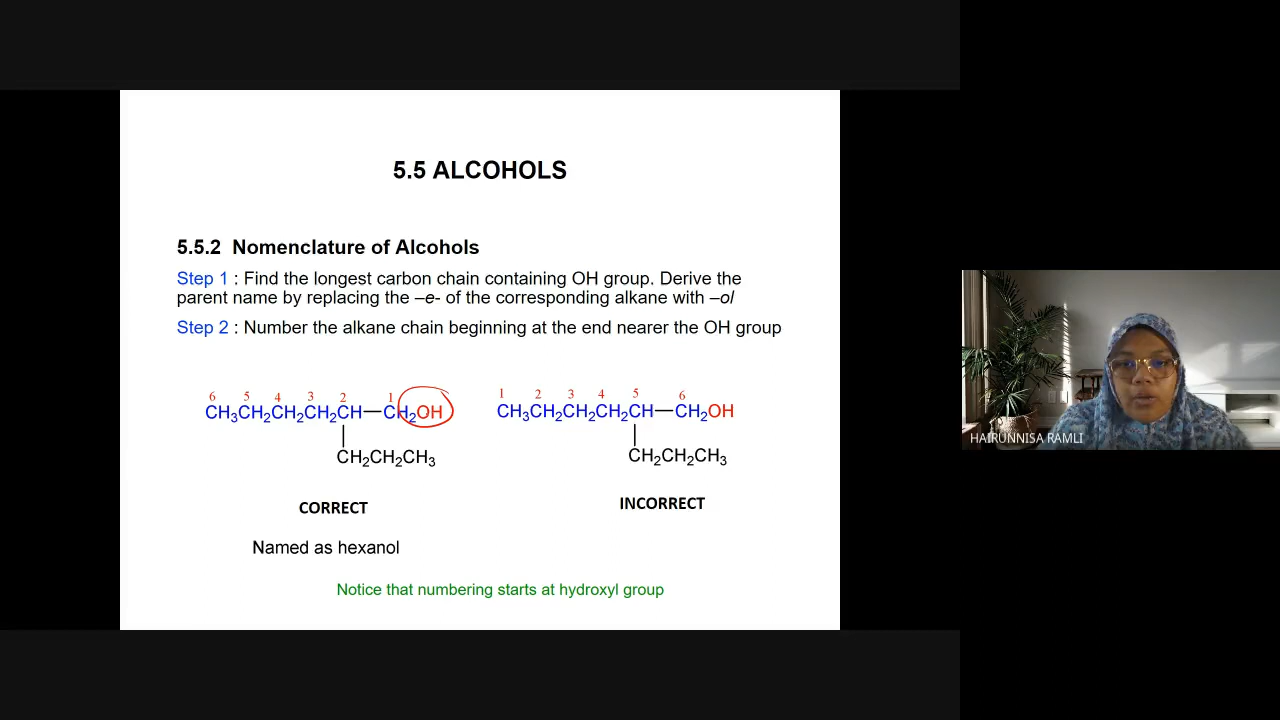 5.5 ALCOHOLS
5.5.2 Nomenclature of Alcohols
Step 1 : Find the longest carbon chain containing OH group. Derive the
parent name by replacing the –e- of the corresponding alkane with –ol
Step 2 : Number the alkane chain beginning at the end nearer the OH group
6 5 4 3 2 1
CH₃CH₂CH₂CH₂CH—CH₂OH
CH₂CH₂CH₃
CORRECT
Named as hexanol
1 2 3 4 5 6
CH₃CH₂CH₂CH₂CH—CH₂OH
CH₂CH₂CH₃
INCORRECT
Notice that numbering starts at hydroxyl group
HAIRUNNISA RAMLI